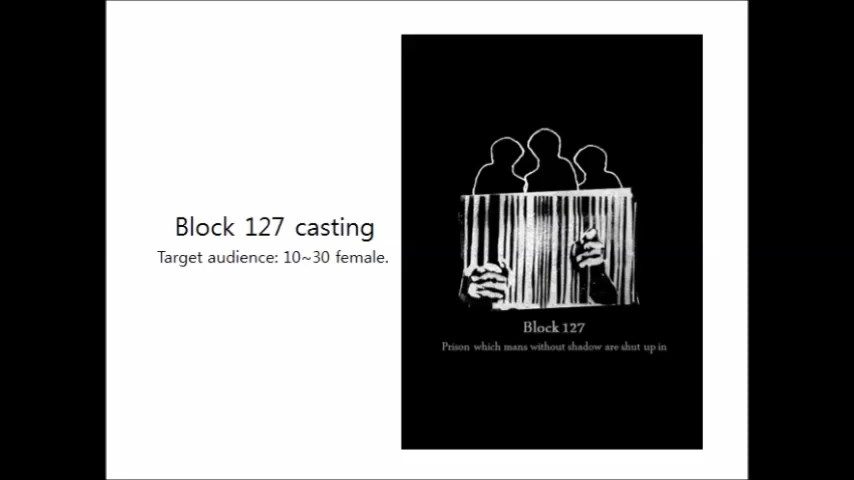 Block 127 casting
Target audience: 10~30 female.
Block 127
Prison which mans without shadow are shut up in